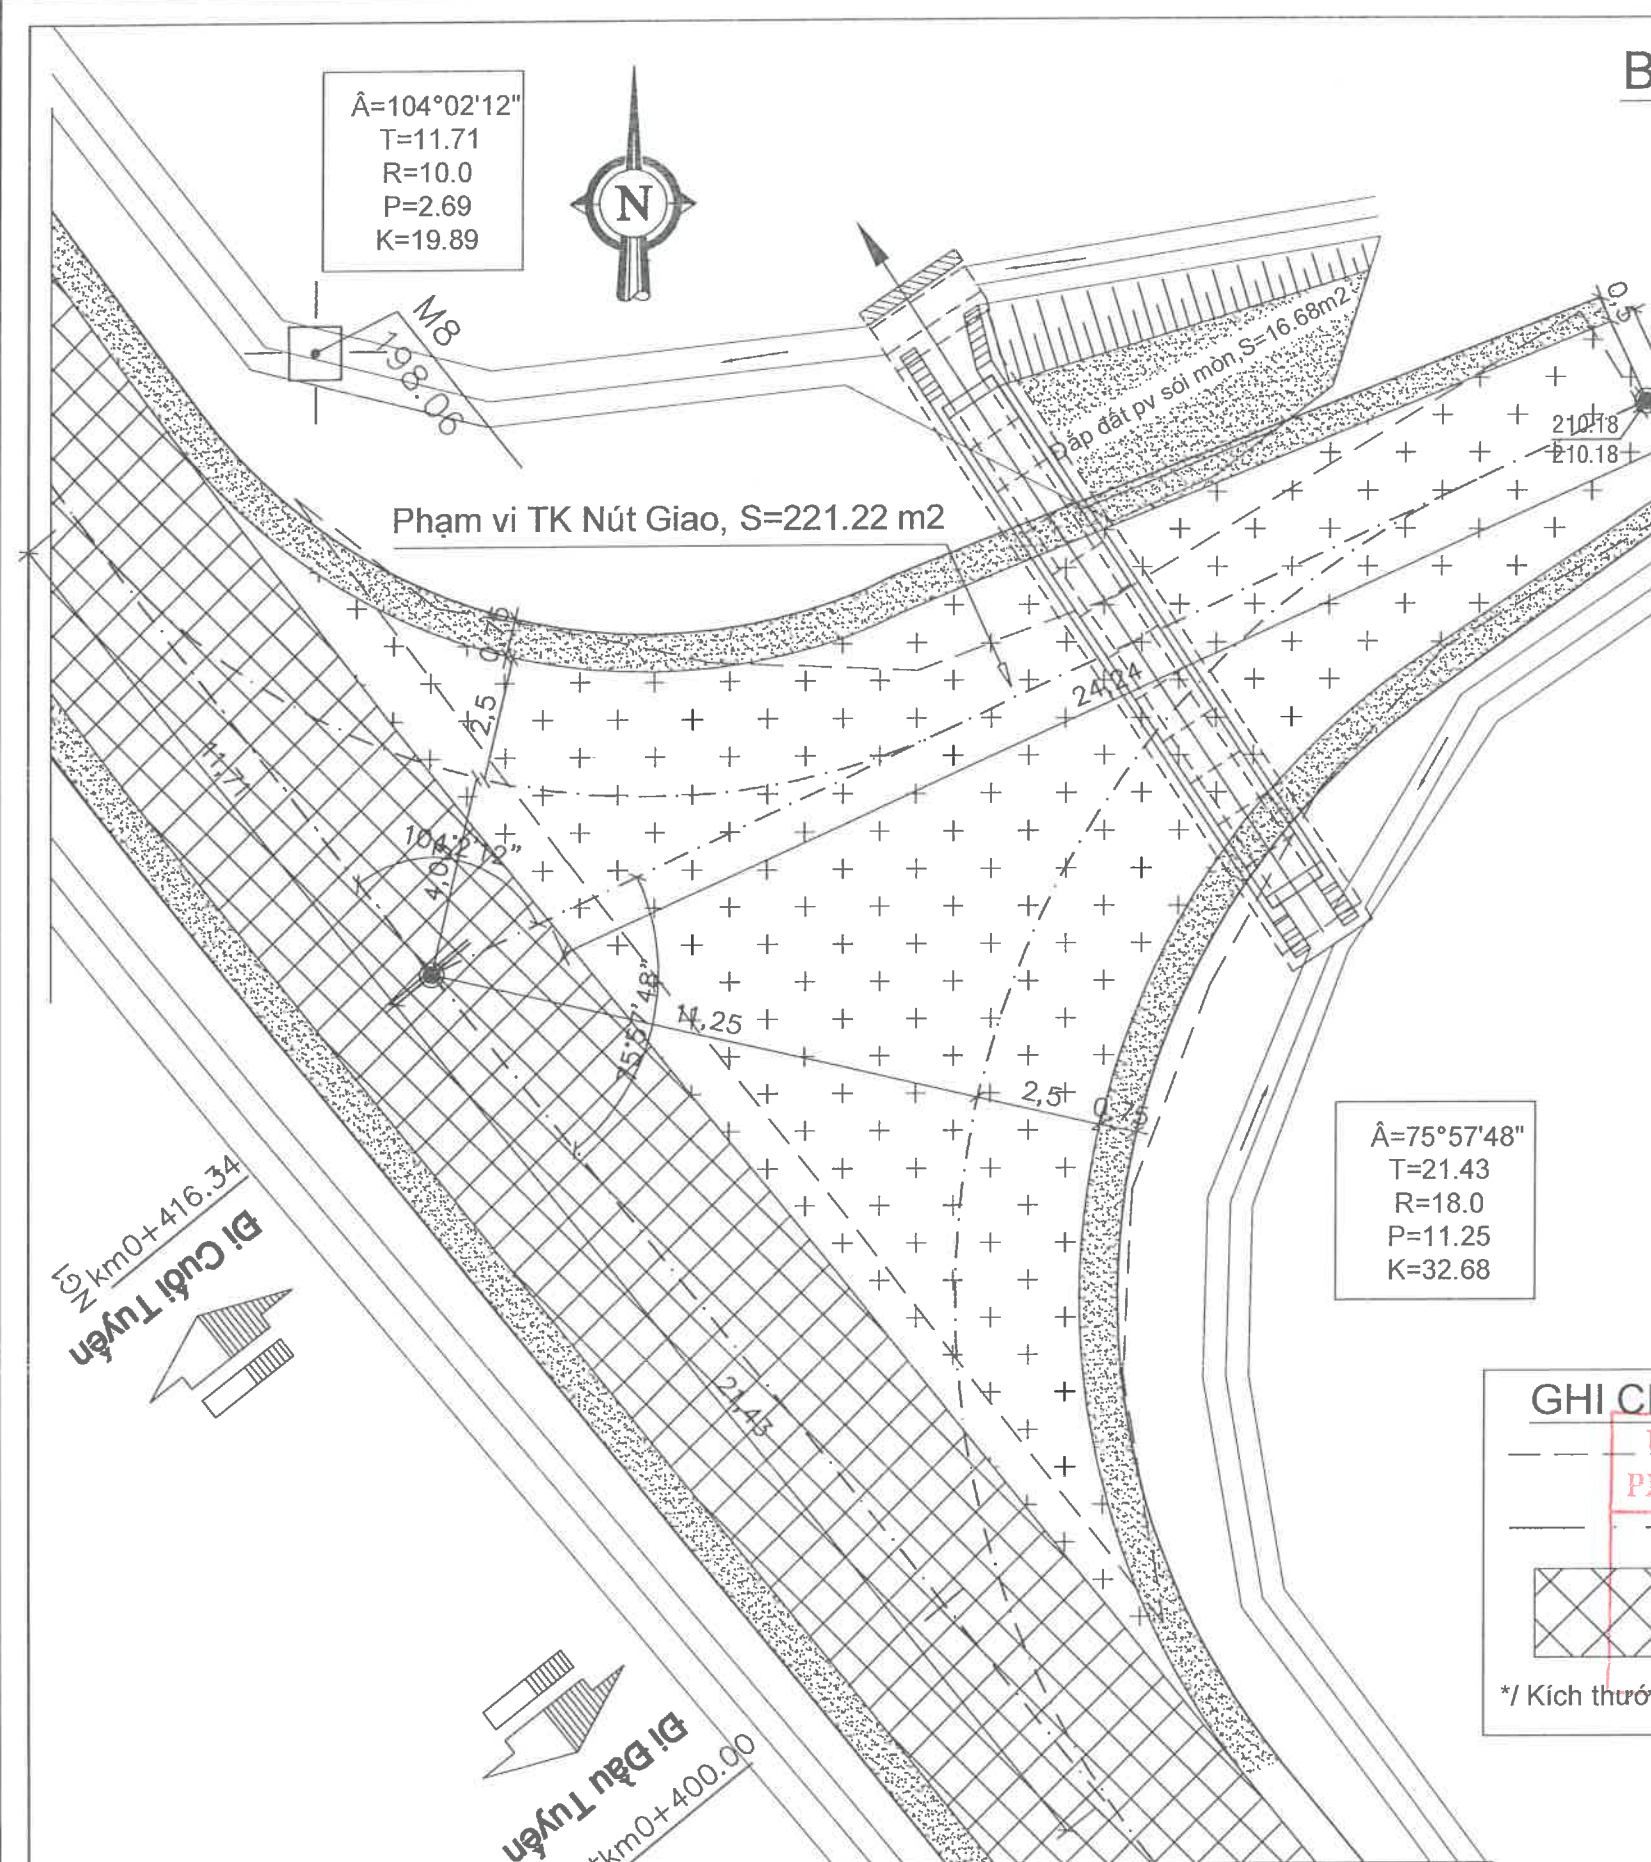 B
Â=104°02'12"
T=11.71
R=10.0
P=2.69
K=19.89
N
M8
198.06
Đắp đất pv sói mòn,S=16.68m2
210.18
210.18
Phạm vi TK Nút Giao, S=221.22 m2
0,75
2,5
24,24
11,71
104°2'12"
4,04
75°57'48"
11,25
2,5
0,75
Â=75°57'48"
T=21.43
R=18.0
P=11.25
K=32.68
km0+416.34
Đi Cuối Tuyến
21,43
GHI
Đi Đầu Tuyến
km0+400.00
*/ Kích thướ